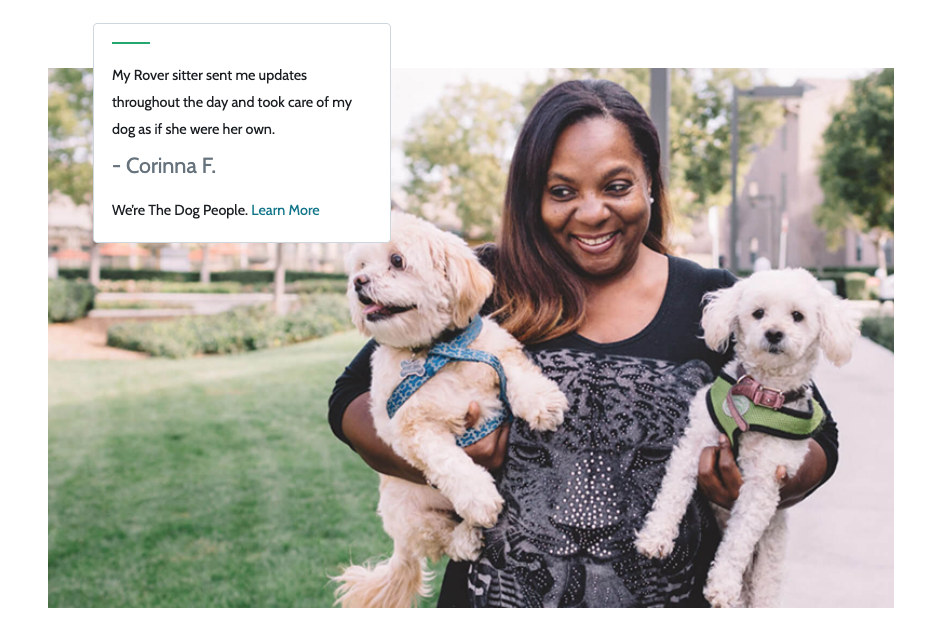 My Rover sitter sent me updates
throughout the day and took care of my
dog as if she were her own.
- Corinna F.
We're The Dog People. Learn More